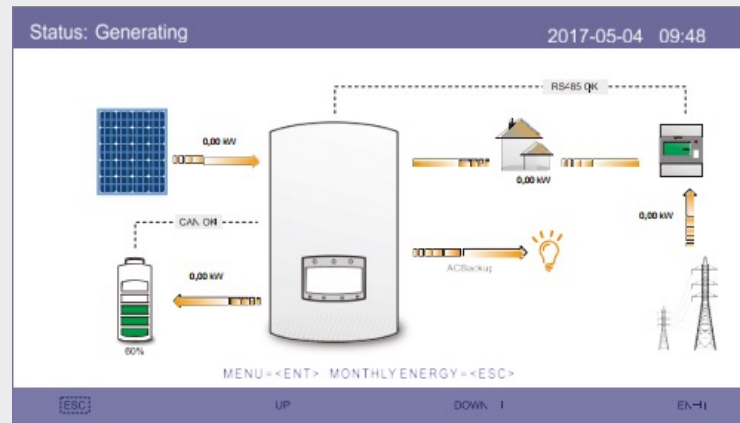 Status: Generating
2017-05-04 09:48
RS485 OK
0,00 kW
0,00 kW
CAN OK
0,00 kW
0,00 kW
ACBackup
60%
MENU=<ENT> MONTHLY ENERGY=<ESC>
ESC
UP
DOWN